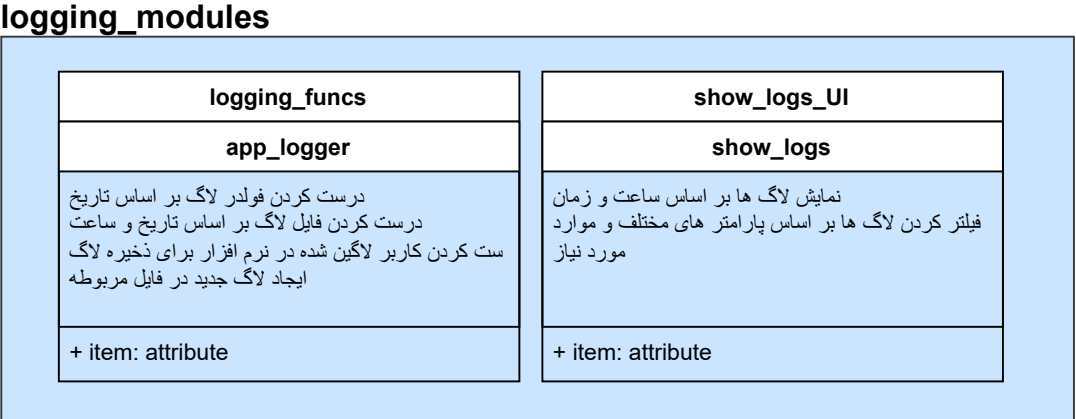 logging_modules
logging_funcs
app_logger
درست کردن فولدر لاگ بر اساس تاریخ
درست کردن فایل لاگ بر اساس تاریخ و ساعت
ست کردن کاربر لاگین شده در نرم افزار برای ذخیره لاگ
ایجاد لاگ جدید در فایل مربوطه
+ item: attribute
show_logs_UI
show_logs
نمایش لاگ ها بر اساس ساعت و زمان
فیلتر کردن لاگ ها بر اساس پارامتر های مختلف و موارد
مورد نیاز
+ item: attribute